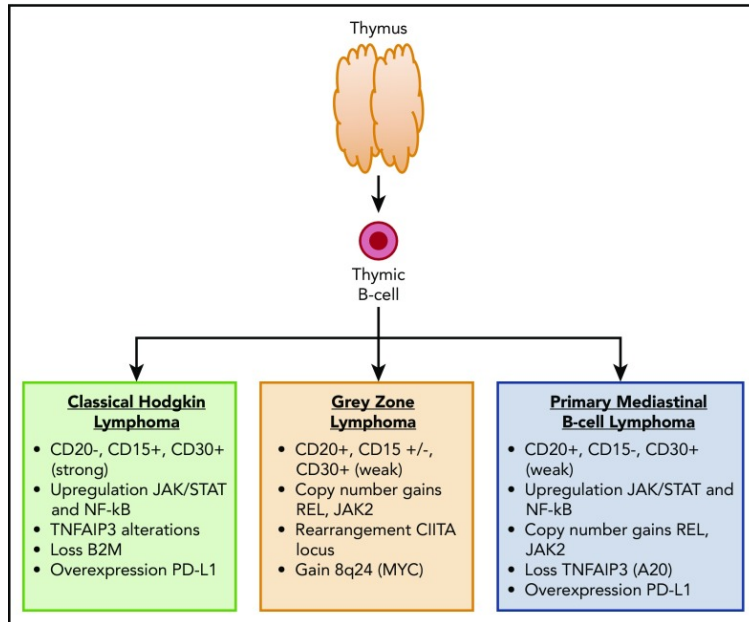 Thymus
Thymic
B-cell
Classical Hodgkin
Lymphoma
• CD20-, CD15+, CD30+
(strong)
• Upregulation JAK/STAT
and NF-kB
• TNFAIP3 alterations
• Loss B2M
• Overexpression PD-L1
Grey Zone
Lymphoma
• CD20+, CD15 +/-,
CD30+ (weak)
• Copy number gains
REL, JAK2
• Rearrangement CIITA
locus
• Gain 8q24 (MYC)
Primary Mediastinal
B-cell Lymphoma
• CD20+, CD15-, CD30+
(weak)
• Upregulation JAK/STAT and
NF-kB
• Copy number gains REL,
JAK2
• Loss TNFAIP3 (A20)
• Overexpression PD-L1